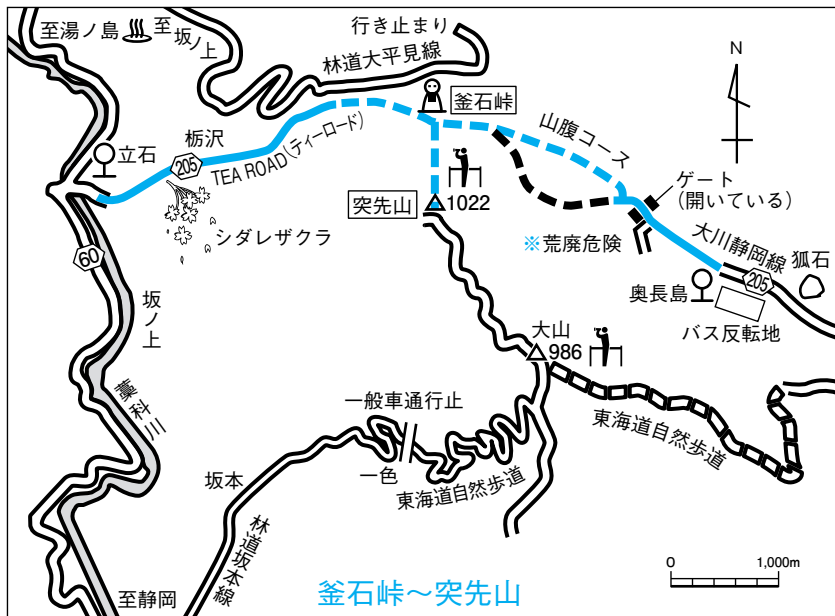 至湯ノ島
至坂ノ上
行き止まり
林道大平見線
N
釜石峠
山腹コース
立石
栃沢
205
TEA ROAD(ティーロード)
シダレザクラ
突先山
1022
ゲート
(開いている)
※荒廃危険
大川静岡線
205
狐石
奥長島
バス反転地
60
坂ノ上
藁科川
大山
986
一般車通行止
一色
東海道自然歩道
東海道自然歩道
坂本
林道坂本線
至静岡
0 1,000m
釜石峠〜突先山